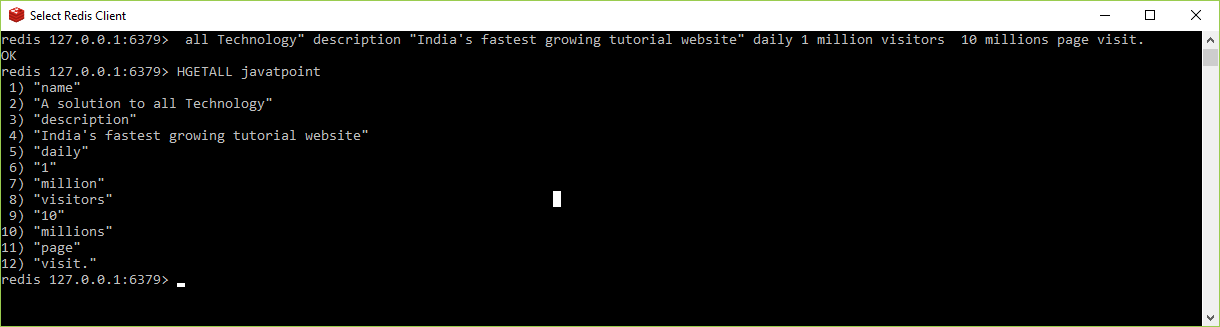 Select Redis Client
redis 127.0.0.1:6379>  all Technology" description "India's fastest growing tutorial website" daily 1 million visitors  10 millions page visit.
OK
redis 127.0.0.1:6379> HGETALL javatpoint
 1) "name"
 2) "A solution to all Technology"
 3) "description"
 4) "India's fastest growing tutorial website"
 5) "daily"
 6) "1"
 7) "million"
 8) "visitors"
 9) "10"
10) "millions"
11) "page"
12) "visit."
redis 127.0.0.1:6379>